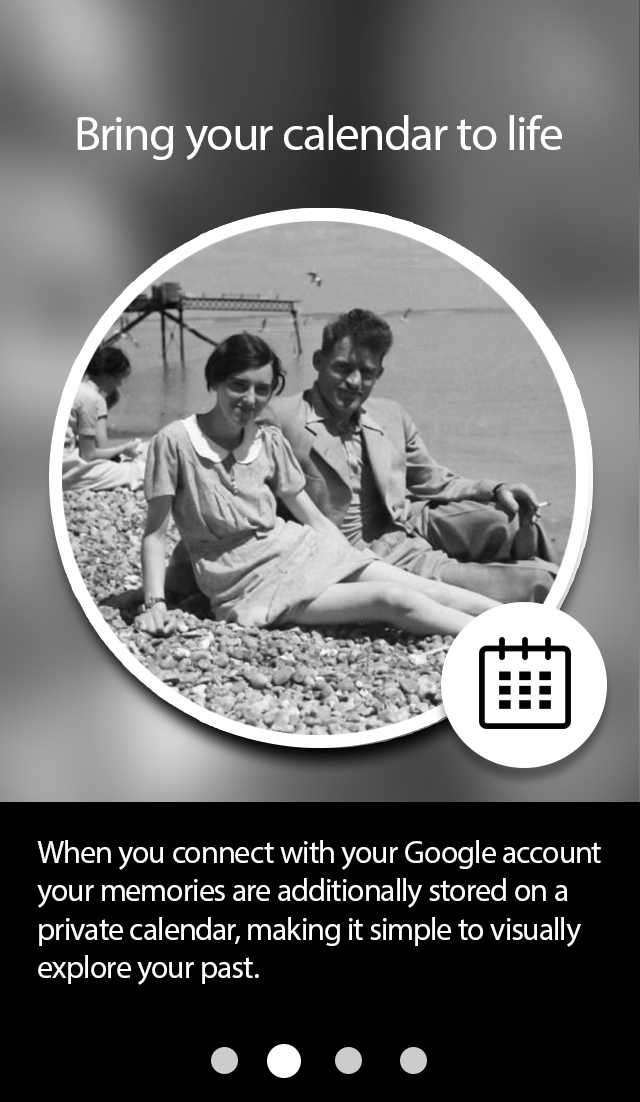 Bring your calendar to life
When you connect with your Google account
your memories are additionally stored on a
private calendar, making it simple to visually
explore your past.